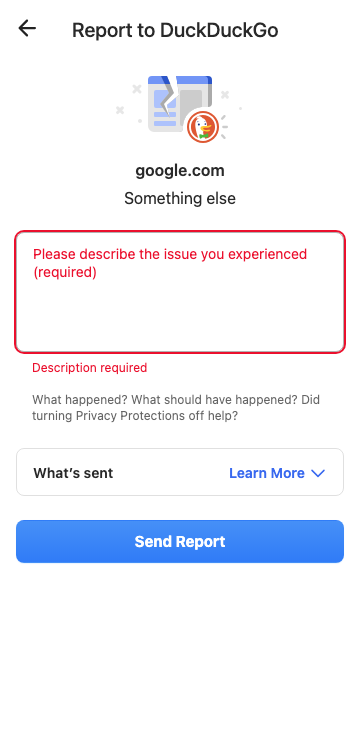 Report to DuckDuckGo
google.com
Something else
Please describe the issue you experienced
(required)
Description required
What happened? What should have happened? Did
turning Privacy Protections off help?
What’s sent
Learn More
Send Report